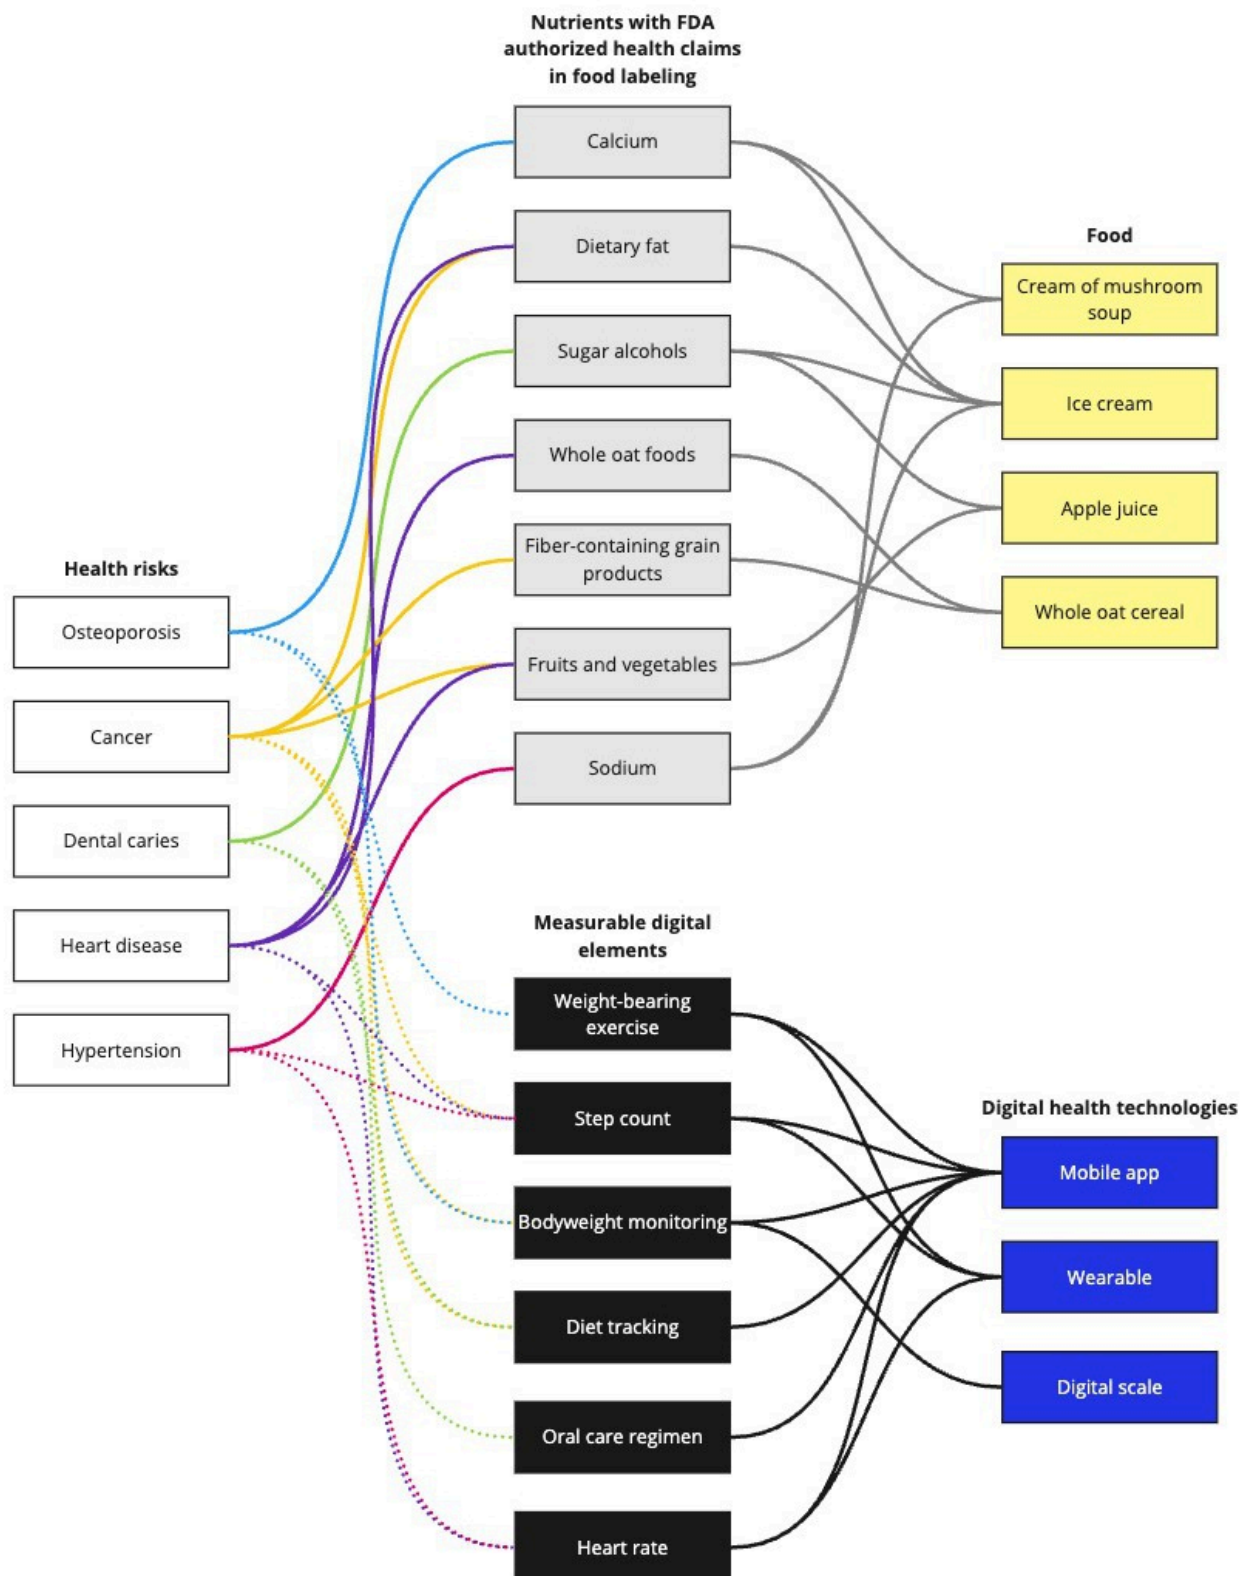 Nutrients with FDA
authorized health claims
in food labeling
Calcium
Dietary fat
Sugar alcohols
Whole oat foods
Fiber-containing grain
products
Fruits and vegetables
Sodium
Food
Cream of mushroom
soup
Ice cream
Apple juice
Whole oat cereal
Health risks
Osteoporosis
Cancer
Dental caries
Heart disease
Hypertension
Measurable digital
elements
Weight-bearing
exercise
Step count
Bodyweight monitoring
Diet tracking
Oral care regimen
Heart rate
Digital health technologies
Mobile app
Wearable
Digital scale